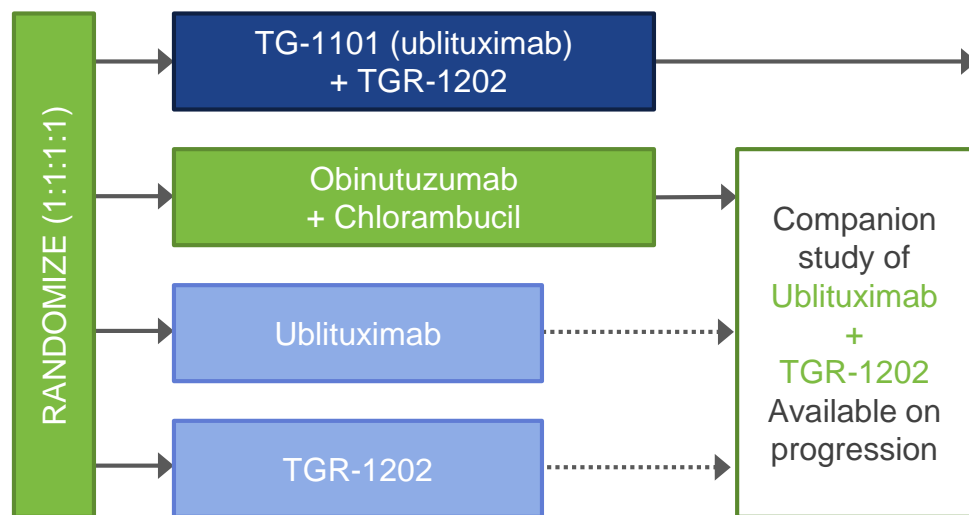 RANDOMIZE (1:1:1:1)
TG-1101 (ublituximab)
+ TGR-1202
Obinutuzumab
+ Chlorambucil
Ublituximab
TGR-1202
Companion
study of
Ublituximab
+
TGR-1202
Available on
progression